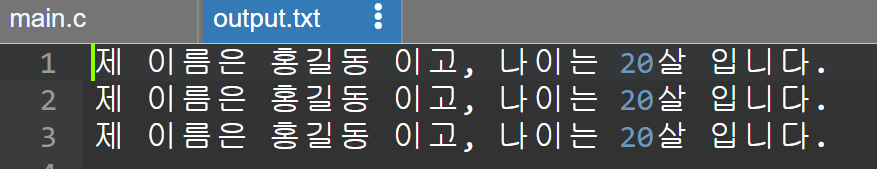 main.c output.txt
1 제 이름은 홍길동 이고, 나이는 20살 입니다.
2 제 이름은 홍길동 이고, 나이는 20살 입니다.
3 제 이름은 홍길동 이고, 나이는 20살 입니다.